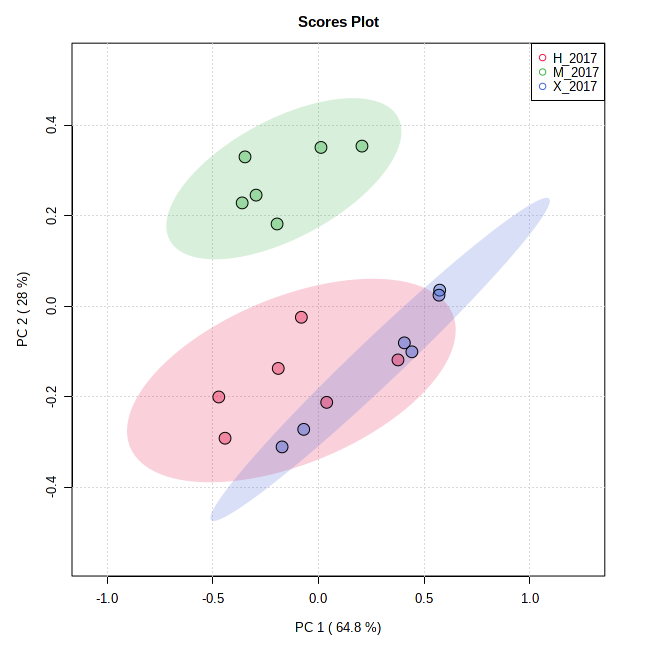 Scores Plot
H_2017
M_2017
X_2017
0.4
0.2
0.0
-0.2
-0.4
PC 2 ( 28 %)
-1.0 -0.5 0.0 0.5 1.0
PC 1 ( 64.8 %)